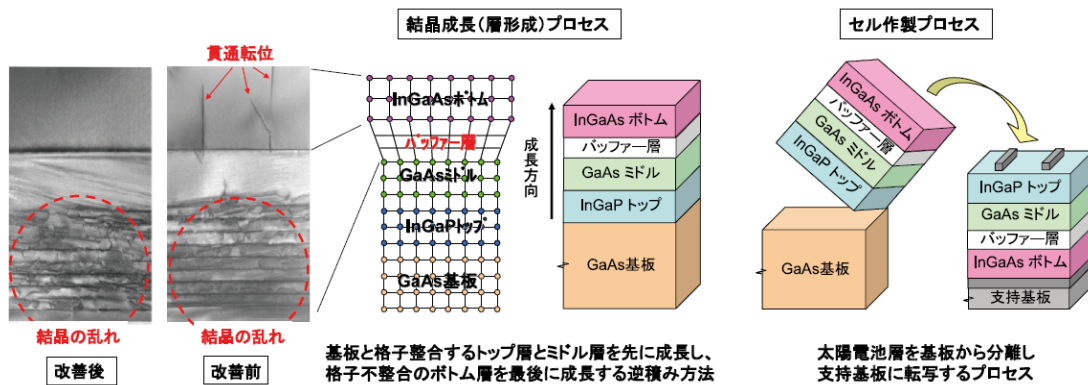 結晶成長(層形成)プロセス
セル作製プロセス
貫通転位
結晶の乱れ
結晶の乱れ
改善後
改善前
InGaAsボトム
バッファー層
GaAsミドル
InGaPトップ
GaAs基板
成長方向
InGaAs ボトム
バッファー層
GaAs ミドル
InGaP トップ
GaAs基板
基板と格子整合するトップ層とミドル層を先に成長し、
格子不整合のボトム層を最後に成長する逆積み方法
InGaAs ボトム
バッファー層
GaAs ミドル
InGaP トップ
GaAs基板
InGaP トップ
GaAs ミドル
バッファー層
InGaAs ボトム
支持基板
太陽電池層を基板から分離し
支持基板に転写するプロセス